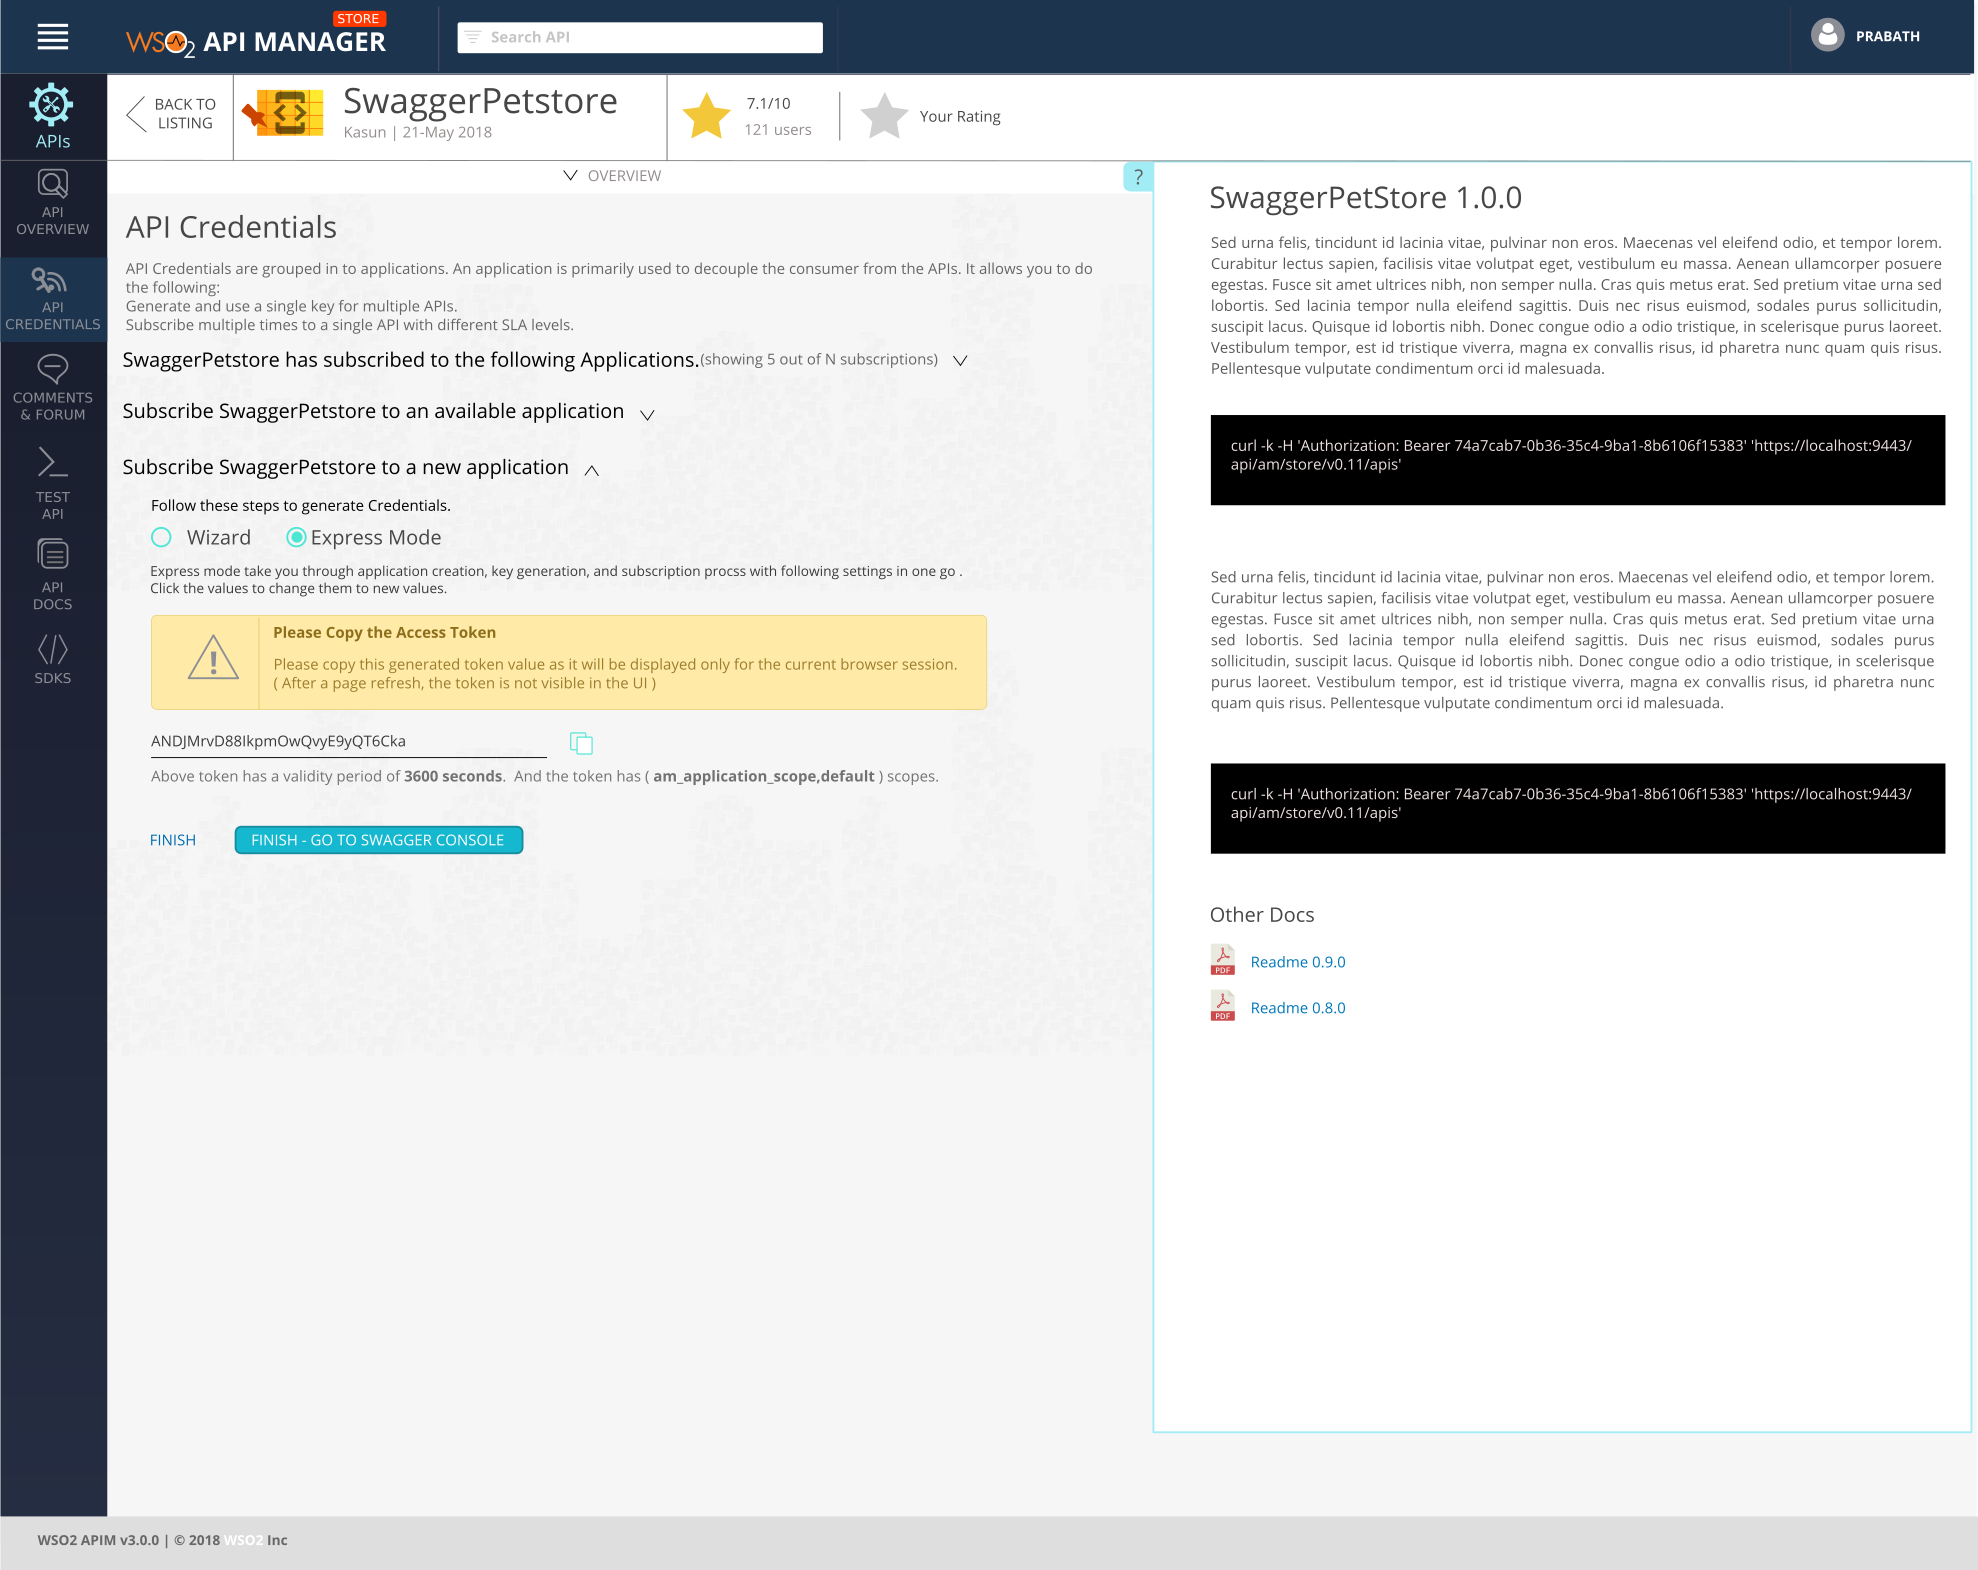 STORE
WSO2 API MANAGER
Search API
PRABATH
APIs
API
OVERVIEW
API
CREDENTIALS
COMMENTS
& FORUM
TEST
API
API
DOCS
SDKS
BACK TO
LISTING
SwaggerPetstore
Kasun | 21-May 2018
7.1/10
121 users
Your Rating
OVERVIEW
API Credentials
API Credentials are grouped in to applications. An application is primarily used to decouple the consumer from the APIs. It allows you to do
the following:
Generate and use a single key for multiple APIs.
Subscribe multiple times to a single API with different SLA levels.
SwaggerPetstore has subscribed to the following Applications.(showing 5 out of N subscriptions)
Subscribe SwaggerPetstore to an available application
Subscribe SwaggerPetstore to a new application
Follow these steps to generate Credentials.
Wizard Express Mode
Express mode take you through application creation, key generation, and subscription procss with following settings in one go .
Click the values to change them to new values.
Please Copy the Access Token
Please copy this generated token value as it will be displayed only for the current browser session.
( After a page refresh, the token is not visible in the UI )
ANDJMrvD88IkpmOwQvyE9yQT6Cka
Above token has a validity period of 3600 seconds. And the token has ( am_application_scope,default ) scopes.
FINISH
FINISH - GO TO SWAGGER CONSOLE
?
SwaggerPetStore 1.0.0
Sed urna felis, tincidunt id lacinia vitae, pulvinar non eros. Maecenas vel eleifend odio, et tempor lorem.
Curabitur lectus sapien, facilisis vitae volutpat eget, vestibulum eu massa. Aenean ullamcorper posuere
egestas. Fusce sit amet ultrices nibh, non semper nulla. Cras quis metus erat. Sed pretium vitae urna sed
lobortis. Sed lacinia tempor nulla eleifend sagittis. Duis nec risus euismod, sodales purus sollicitudin,
suscipit lacus. Quisque id lobortis nibh. Donec congue odio a odio tristique, in scelerisque purus laoreet.
Vestibulum tempor, est id tristique viverra, magna ex convallis risus, id pharetra nunc quam quis risus.
Pellentesque vulputate condimentum orci id malesuada.
curl -k -H 'Authorization: Bearer 74a7cab7-0b36-35c4-9ba1-8b6106f15383' 'https://localhost:9443/
api/am/store/v0.11/apis'
Sed urna felis, tincidunt id lacinia vitae, pulvinar non eros. Maecenas vel eleifend odio, et tempor lorem.
Curabitur lectus sapien, facilisis vitae volutpat eget, vestibulum eu massa. Aenean ullamcorper posuere
egestas. Fusce sit amet ultrices nibh, non semper nulla. Cras quis metus erat. Sed pretium vitae urna
sed lobortis. Sed lacinia tempor nulla eleifend sagittis. Duis nec risus euismod, sodales purus
sollicitudin, suscipit lacus. Quisque id lobortis nibh. Donec congue odio a odio tristique, in scelerisque
purus laoreet. Vestibulum tempor, est id tristique viverra, magna ex convallis risus, id pharetra nunc
quam quis risus. Pellentesque vulputate condimentum orci id malesuada.
curl -k -H 'Authorization: Bearer 74a7cab7-0b36-35c4-9ba1-8b6106f15383' 'https://localhost:9443/
api/am/store/v0.11/apis'
Other Docs
PDF
Readme 0.9.0
PDF
Readme 0.8.0
WSO2 APIM v3.0.0 | © 2018 WSO2 Inc